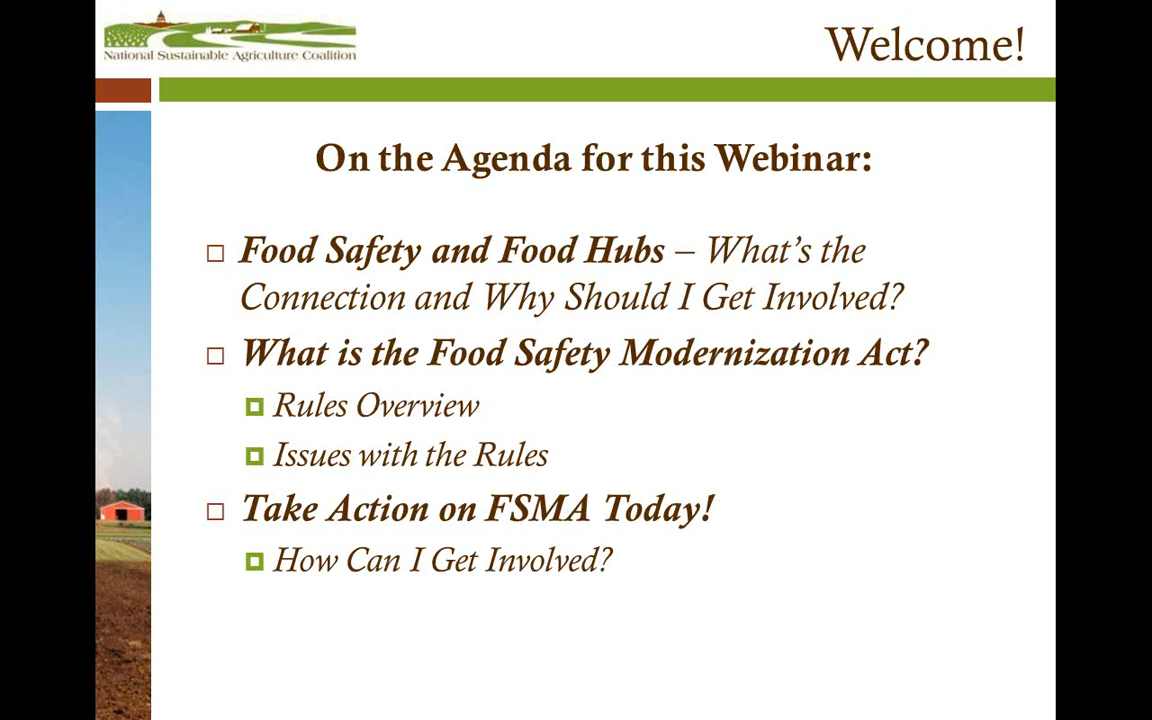 National Sustainable Agriculture Coalition
Welcome!
On the Agenda for this Webinar:
Food Safety and Food Hubs – What’s the
Connection and Why Should I Get Involved?
What is the Food Safety Modernization Act?
Rules Overview
Issues with the Rules
Take Action on FSMA Today!
How Can I Get Involved?